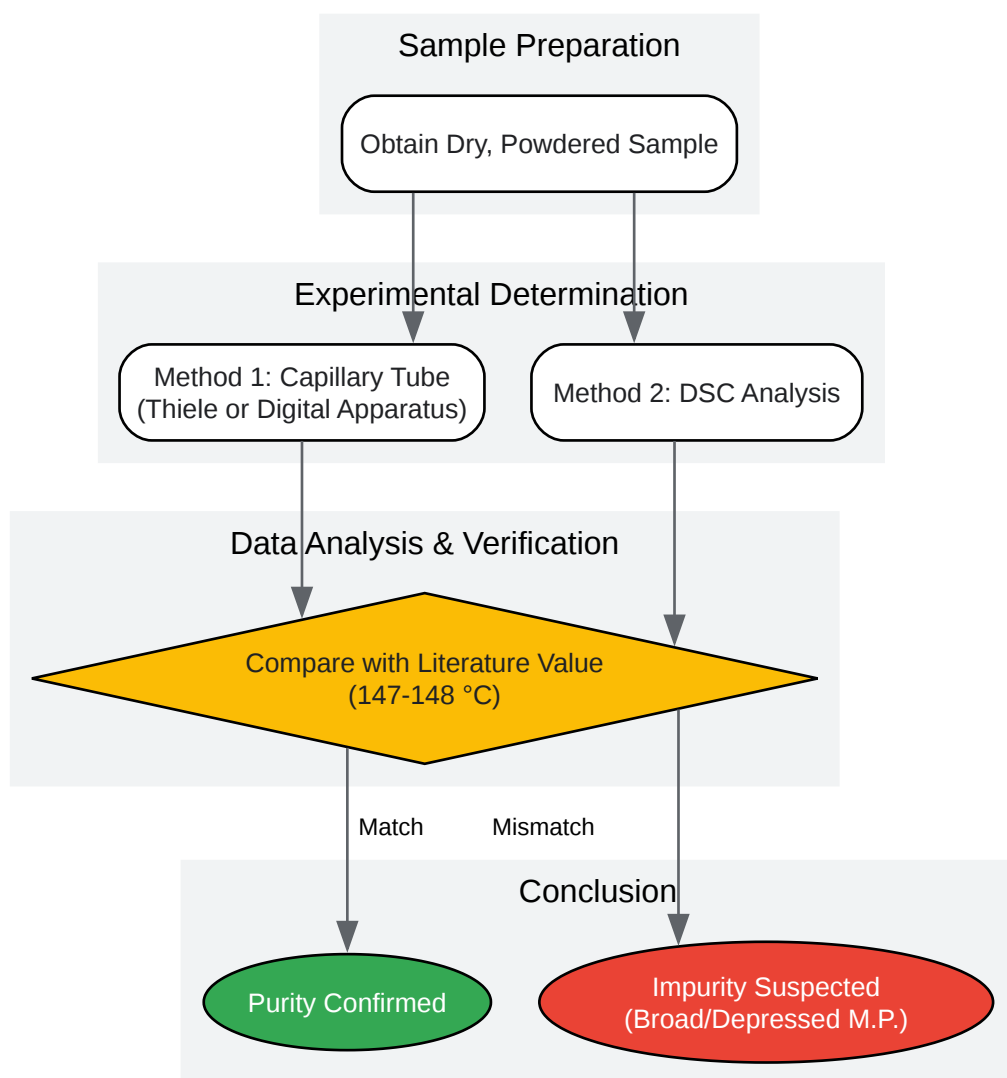 Sample Preparation
Obtain Dry, Powdered Sample
Experimental Determination
Method 1: Capillary Tube
(Thiele or Digital Apparatus)
Method 2: DSC Analysis
Data Analysis & Verification
Compare with Literature Value
(147-148 °C)
Match
Mismatch
Conclusion
Purity Confirmed
Impurity Suspected
(Broad/Depressed M.P.)